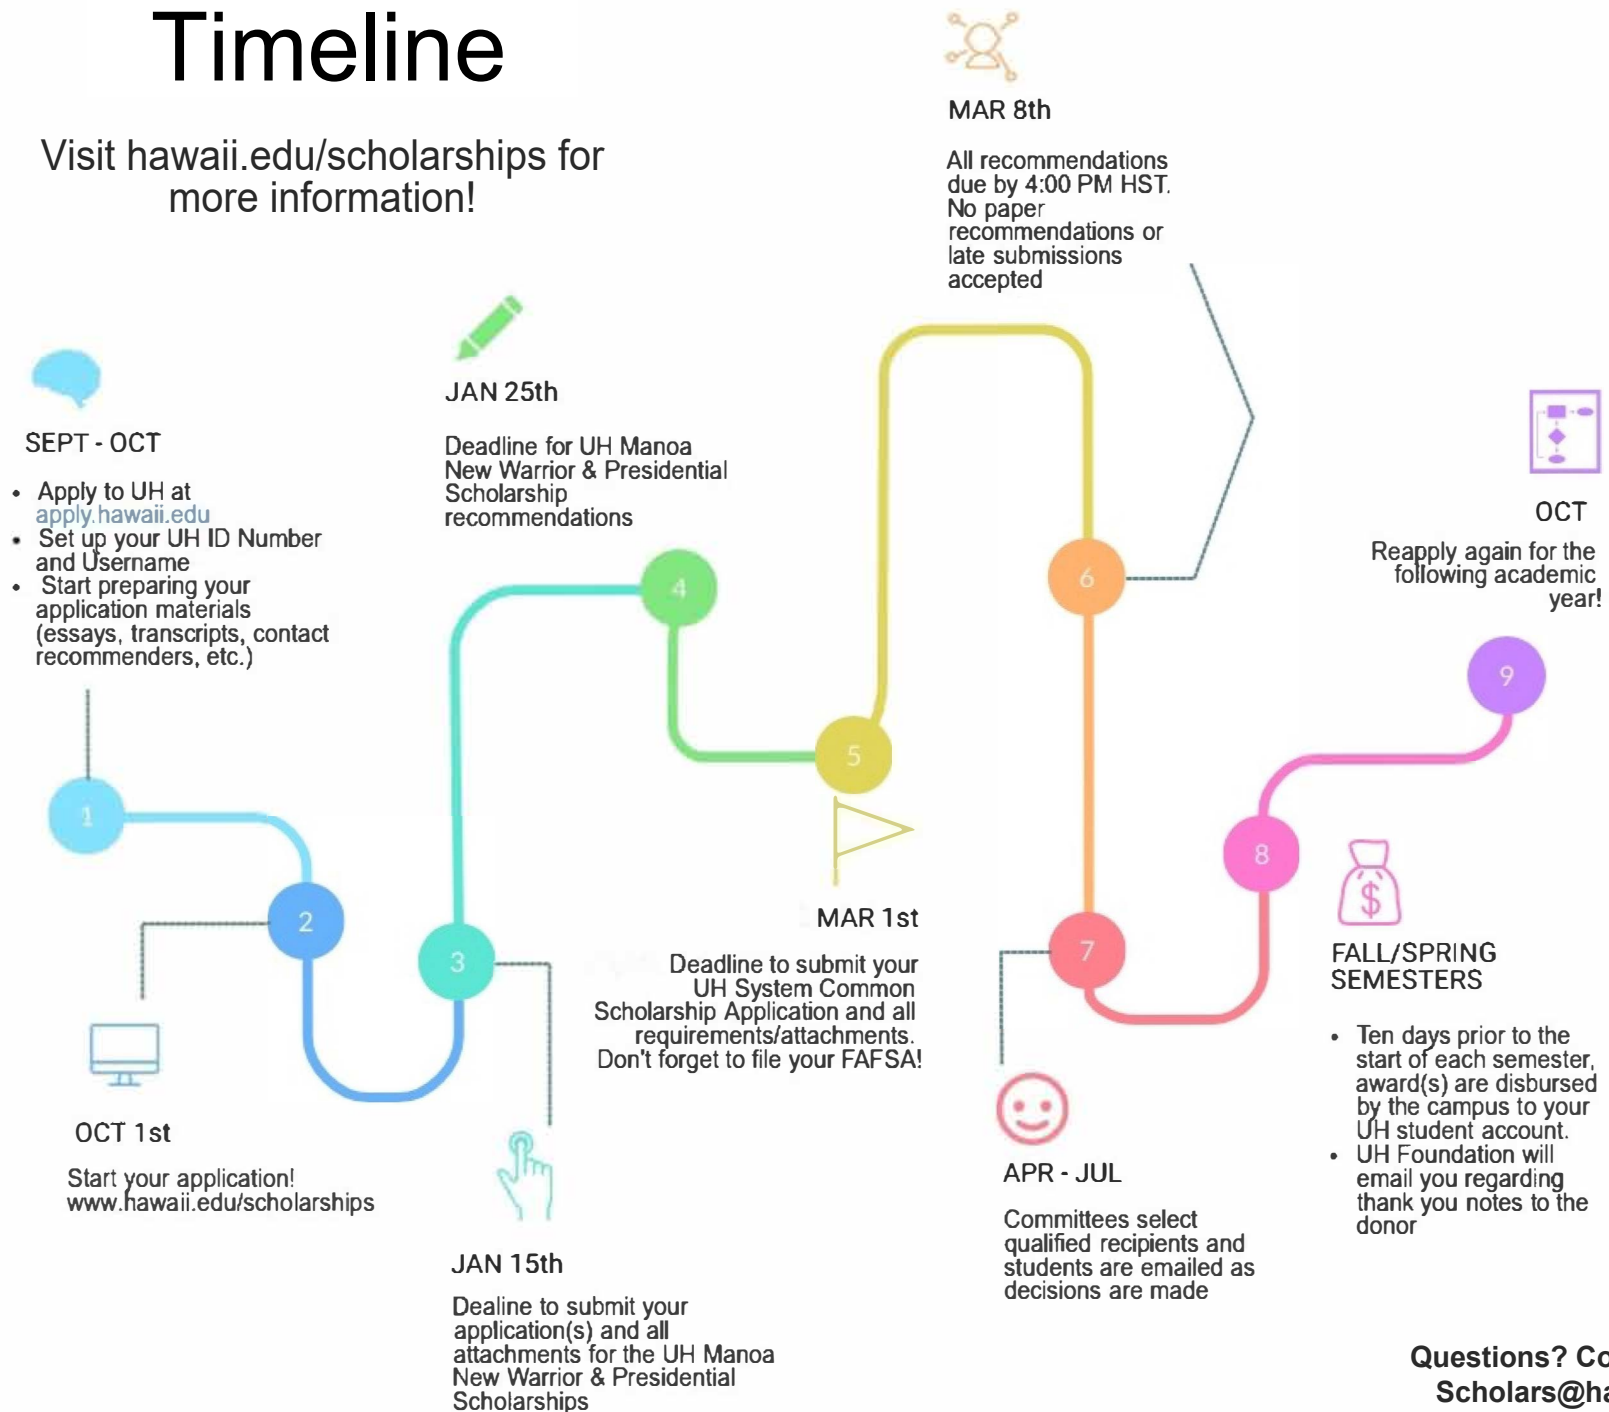 Timeline
Visit hawaii.edu/scholarships for
more information!
SEPT - OCT
• Apply to UH at
apply.hawaii.edu
• Set up your UH ID Number
and Username
• Start preparing your
application materials
(essays, transcripts, contact
recommenders, etc.)
1
2
OCT 1st
Start your application!
www.hawaii.edu/scholarships
3
JAN 15th
Dealine to submit your
application(s) and all
attachments for the UH Manoa
New Warrior & Presidential
Scholarships
JAN 25th
Deadline for UH Manoa
New Warrior & Presidential
Scholarship
recommendations
4
5
MAR 1st
Deadline to submit your
UH System Common
Scholarship Application and all
requirements/attachments.
Don't forget to file your FAFSA!
MAR 8th
All recommendations
due by 4:00 PM HST.
No paper
recommendations or
late submissions
accepted
6
7
APR - JUL
Committees select
qualified recipients and
students are emailed as
decisions are made
8
$
FALL/SPRING
SEMESTERS
• Ten days prior to the
start of each semester,
award(s) are disbursed
by the campus to your
UH student account.
• UH Foundation will
email you regarding
thank you notes to the
donor
OCT
Reapply again for the
following academic
year!
9
Questions? Co
Scholars@ha